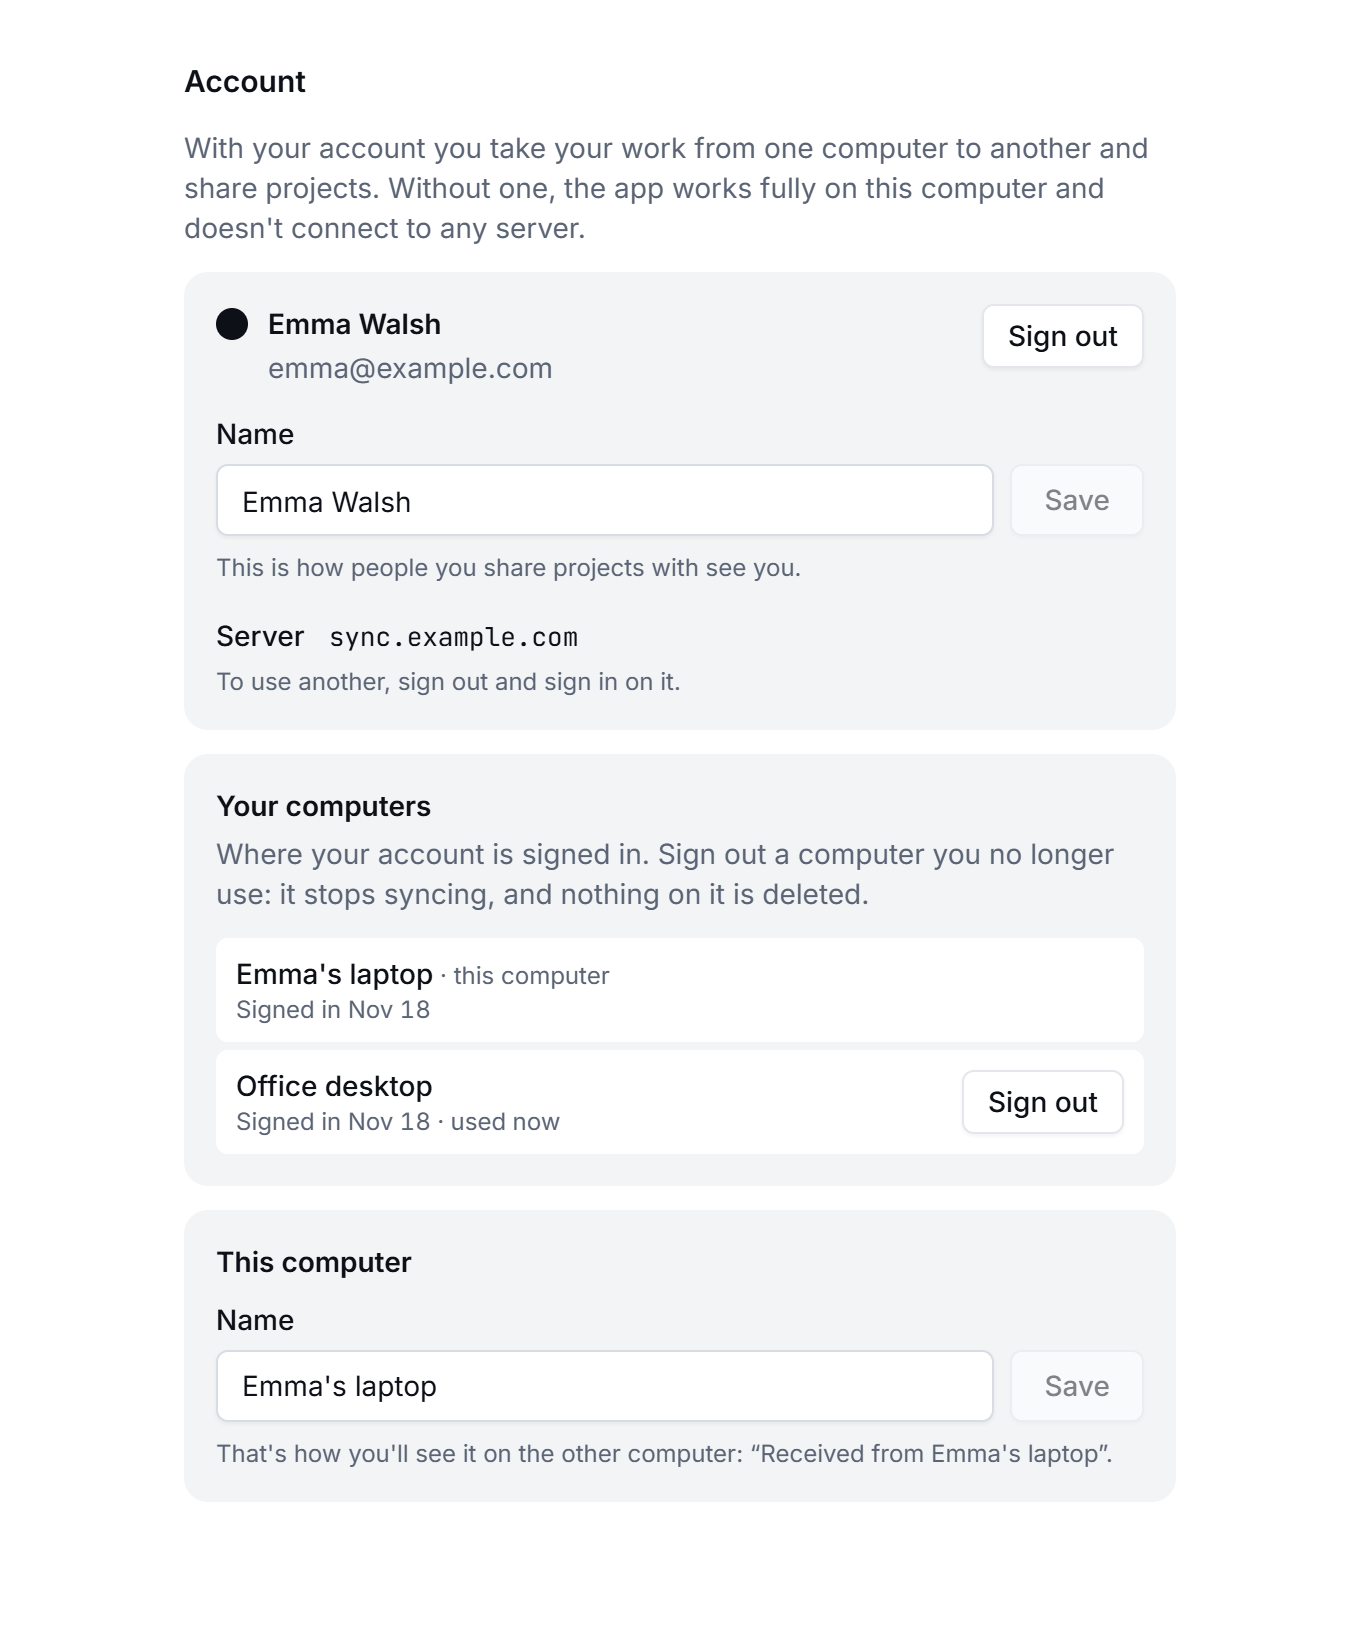 Account
With your account you take your work from one computer to another and
share projects. Without one, the app works fully on this computer and
doesn't connect to any server.
Emma Walsh
Sign out
emma@example.com
Name
Emma Walsh
Save
This is how people you share projects with see you.
Server sync.example.com
To use another, sign out and sign in on it.
Your computers
Where your account is signed in. Sign out a computer you no longer
use: it stops syncing, and nothing on it is deleted.
Emma's laptop · this computer
Signed in Nov 18
Office desktop
Signed in Nov 18 · used now
Sign out
This computer
Name
Emma's laptop
Save
That's how you'll see it on the other computer: “Received from Emma's laptop”.